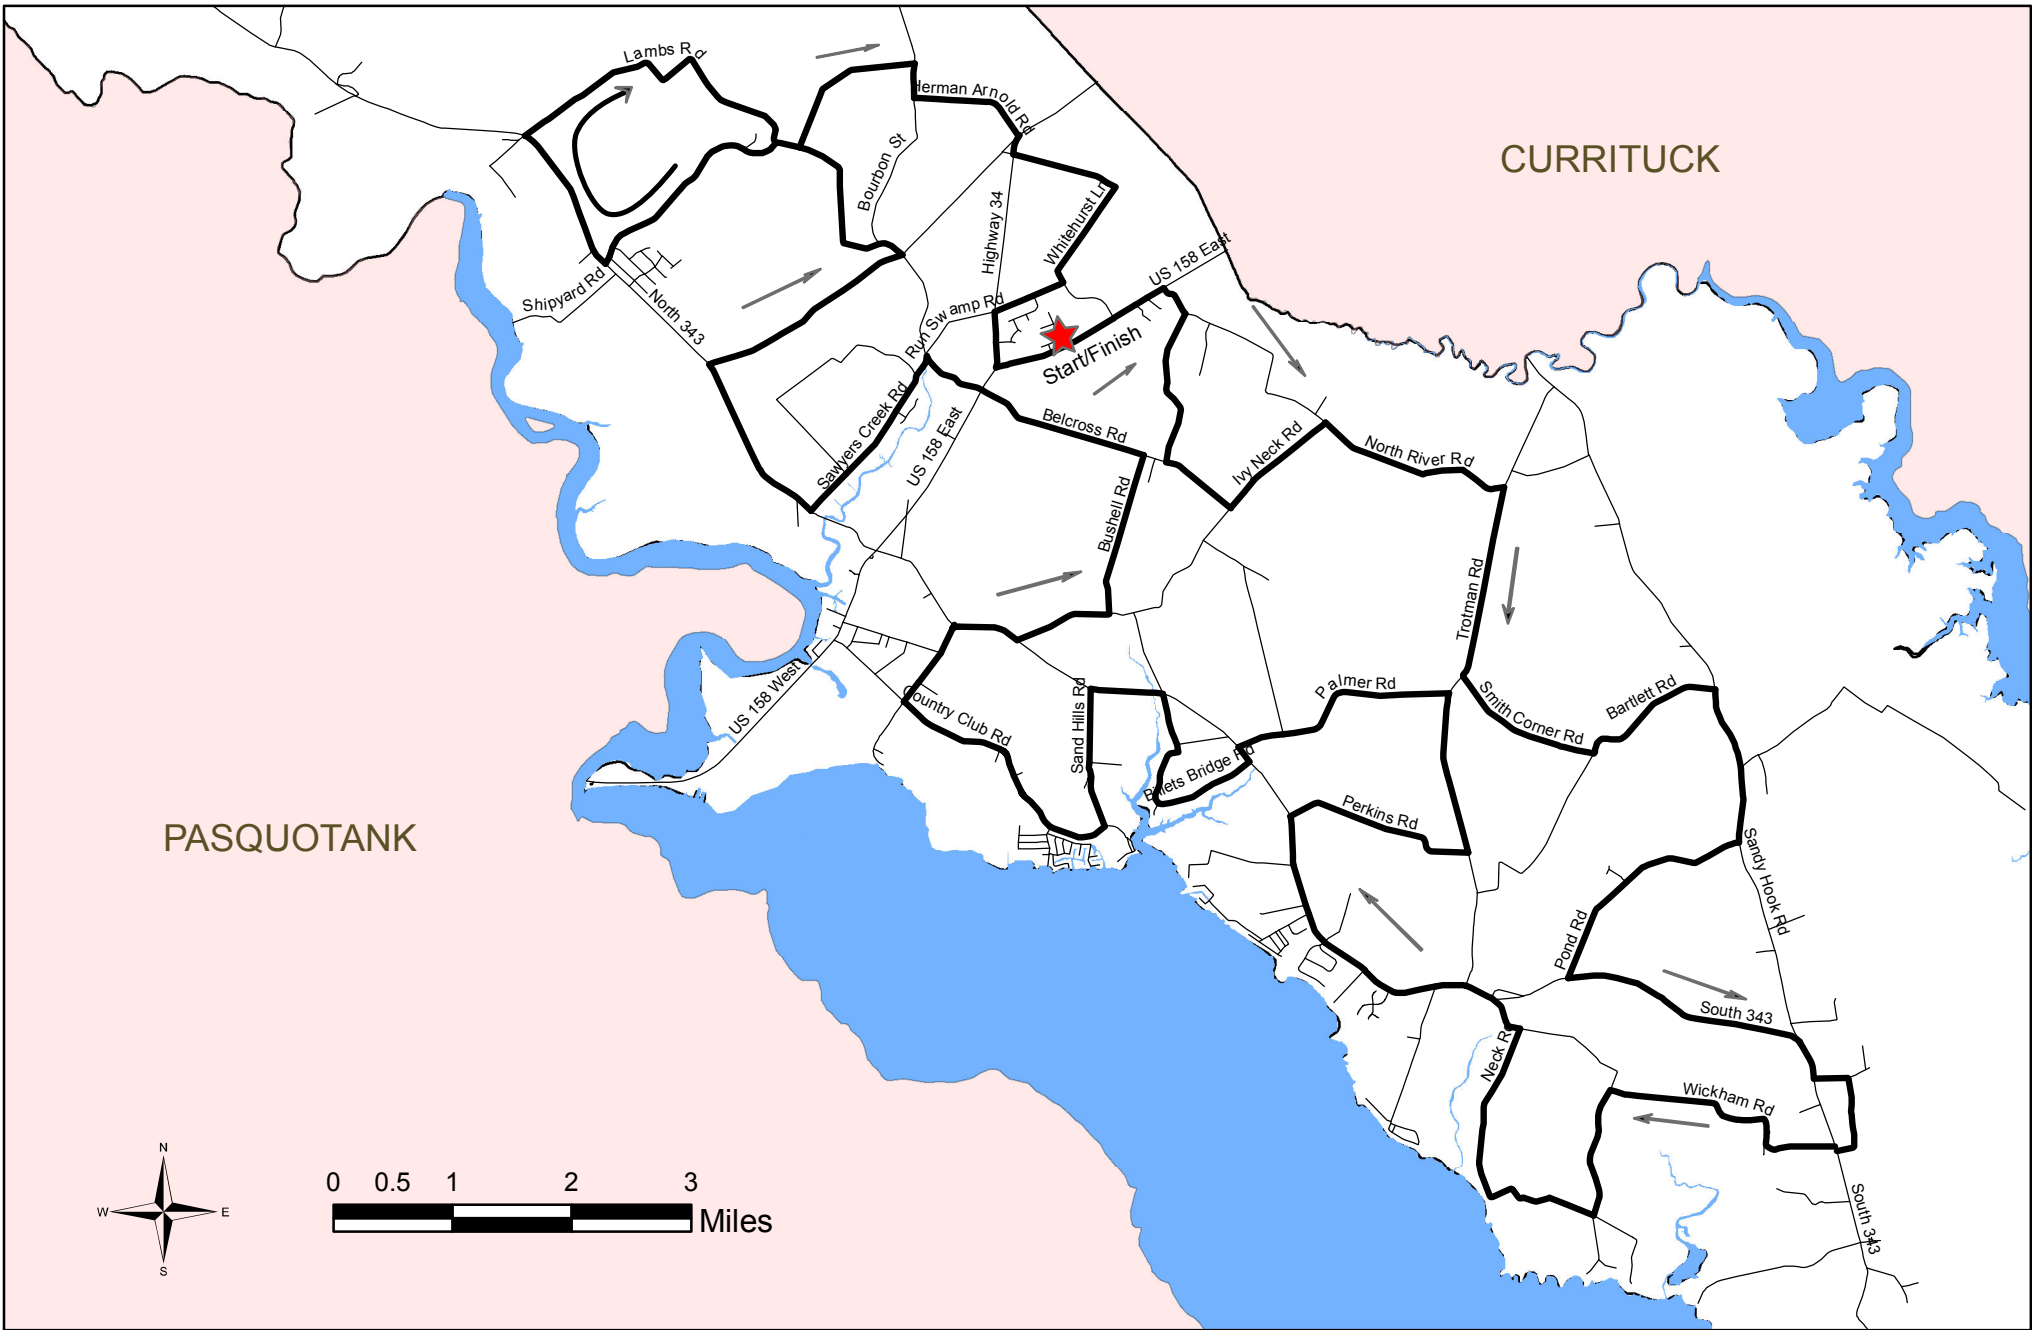 Lambs Rd
Herman Arnold Rd
Bourbon St
CURRITUCK
Whitehurst Ln
Highway 34
US 158 East
Shipyard Rd
North 343
Run Swamp Rd
Start/Finish
Sawyers Creek Rd
US 158 East
Belcross Rd
Ivy Neck Rd
North River Rd
Bushell Rd
Trotman Rd
US 158 West
Country Club Rd
Sand Hills Rd
Palmer Rd
Smith Corner Rd
Bartlett Rd
Billets Bridge Rd
Perkins Rd
PASQUOTANK
Sandy Hook Rd
Pond Rd
South 343
Neck R
Wickham Rd
South 343
N
W
E
S
0 0.5 1 2 3
Miles